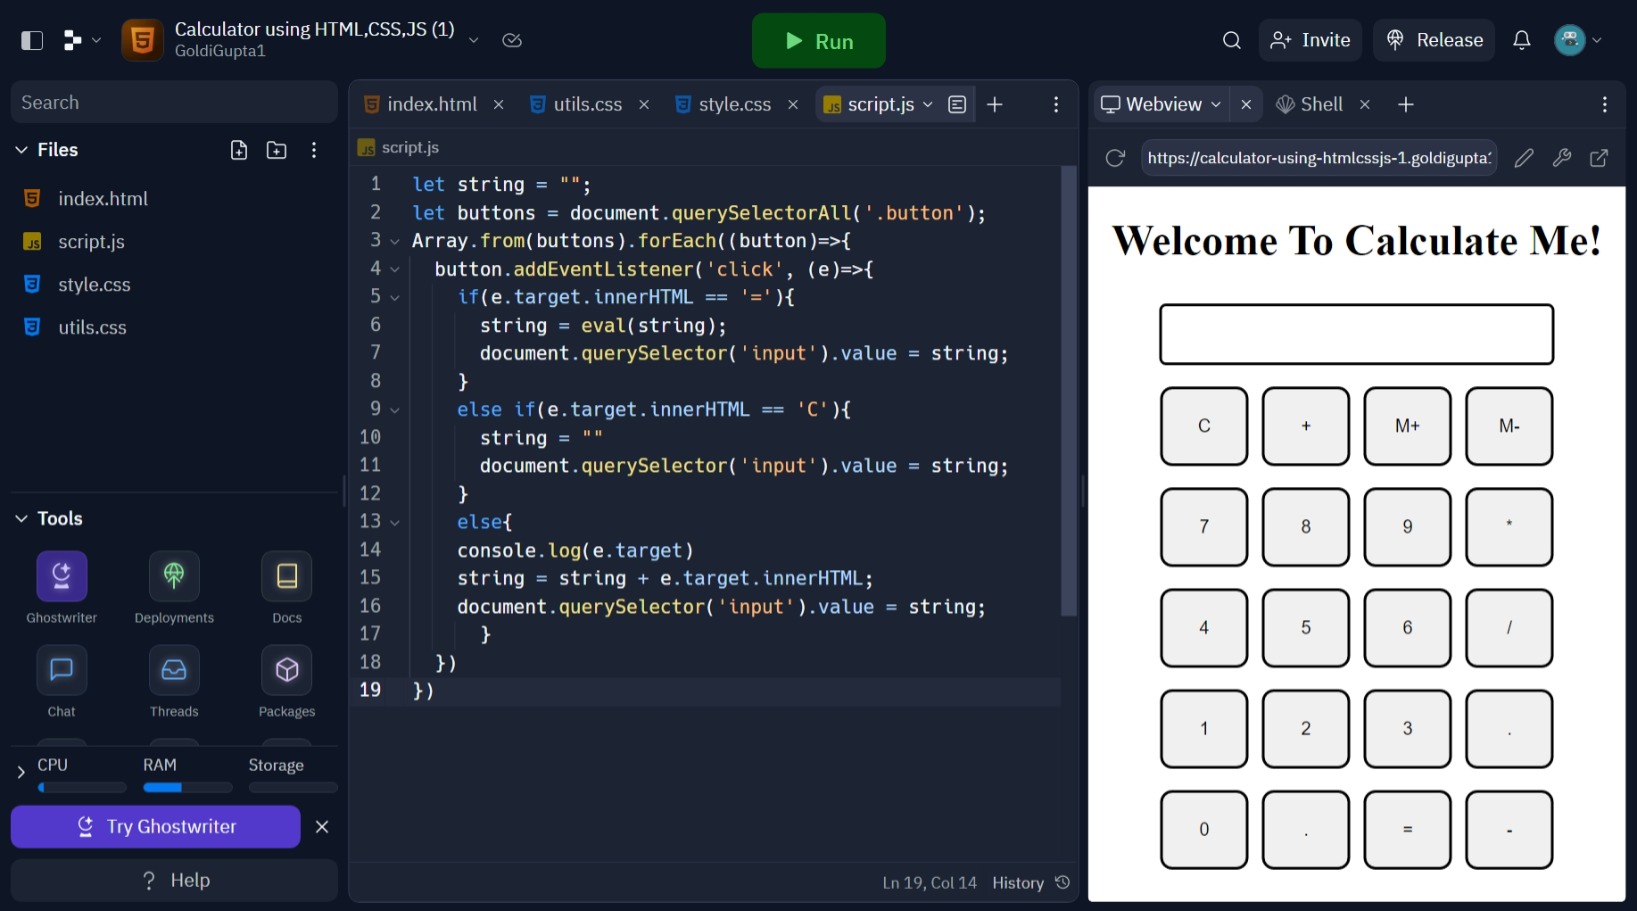 Calculator using HTML,CSS,JS (1)
GoldiGupta1
Run
Invite
Release
Search
Files
index.html
script.js
style.css
utils.css
Tools
Ghostwriter
Deployments
Docs
Chat
Threads
Packages
CPU
RAM
Storage
Try Ghostwriter
? Help
index.html
utils.css
style.css
script.js
script.js
1 let string = "";
2 let buttons = document.querySelectorAll('.button');
3 Array.from(buttons).forEach((button)=>{
4 button.addEventListener('click', (e)=>{
5 if(e.target.innerHTML == '='){
6 string = eval(string);
7 document.querySelector('input').value = string;
8 }
9 else if(e.target.innerHTML == 'C'){
10 string = ""
11 document.querySelector('input').value = string;
12 }
13 else{
14 console.log(e.target)
15 string = string + e.target.innerHTML;
16 document.querySelector('input').value = string;
17 }
18 })
19 })
Ln 19, Col 14 History
Webview
Shell
https://calculator-using-htmlcssjs-1.goldigupta
Welcome To Calculate Me!
C + M+ M-
7 8 9 *
4 5 6 /
1 2 3 .
0 . = -